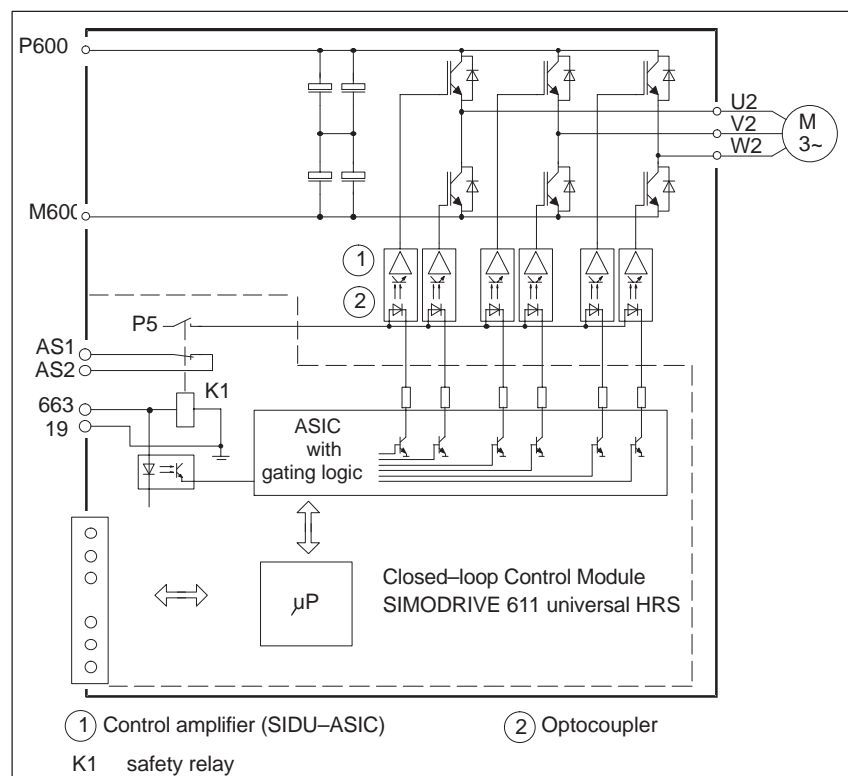 P600
U2
V2
W2
M
3~
M600
1
2
P5
AS1
AS2
K1
663
19
ASIC
with
gating logic
µP
Closed–loop Control Module
SIMODRIVE 611 universal HRS
1 Control amplifier (SIDU–ASIC) 2 Optocoupler
K1 safety relay